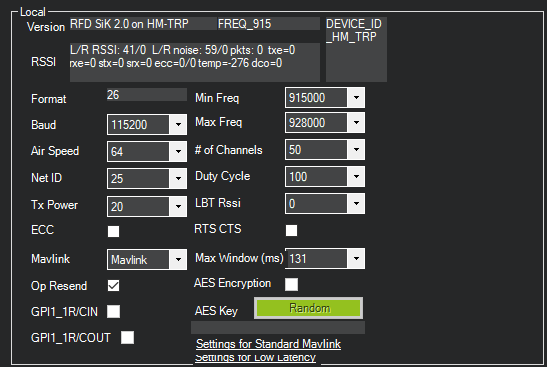 Local
Version RFD SiK 2.0 on HM-TRP FREQ_915 DEVICE_ID
_HM_TRP
RSSI L/R RSSI: 41/0 L/R noise: 59/0 pkts: 0 txe=0
rxe=0 stx=0 srx=0 ecc=0/0 temp=-276 dco=0
Format 26 Min Freq 915000
Baud 115200 Max Freq 928000
Air Speed 64 # of Channels 50
Net ID 25 Duty Cycle 100
Tx Power 20 LBT Rssi 0
ECC RTS CTS
Mavlink Mavlink Max Window (ms) 131
Op Resend AES Encryption
GPI1_1R/CIN AES Key Random
GPI1_1R/COUT Settings for Standard Mavlink
Settings for Low Latency